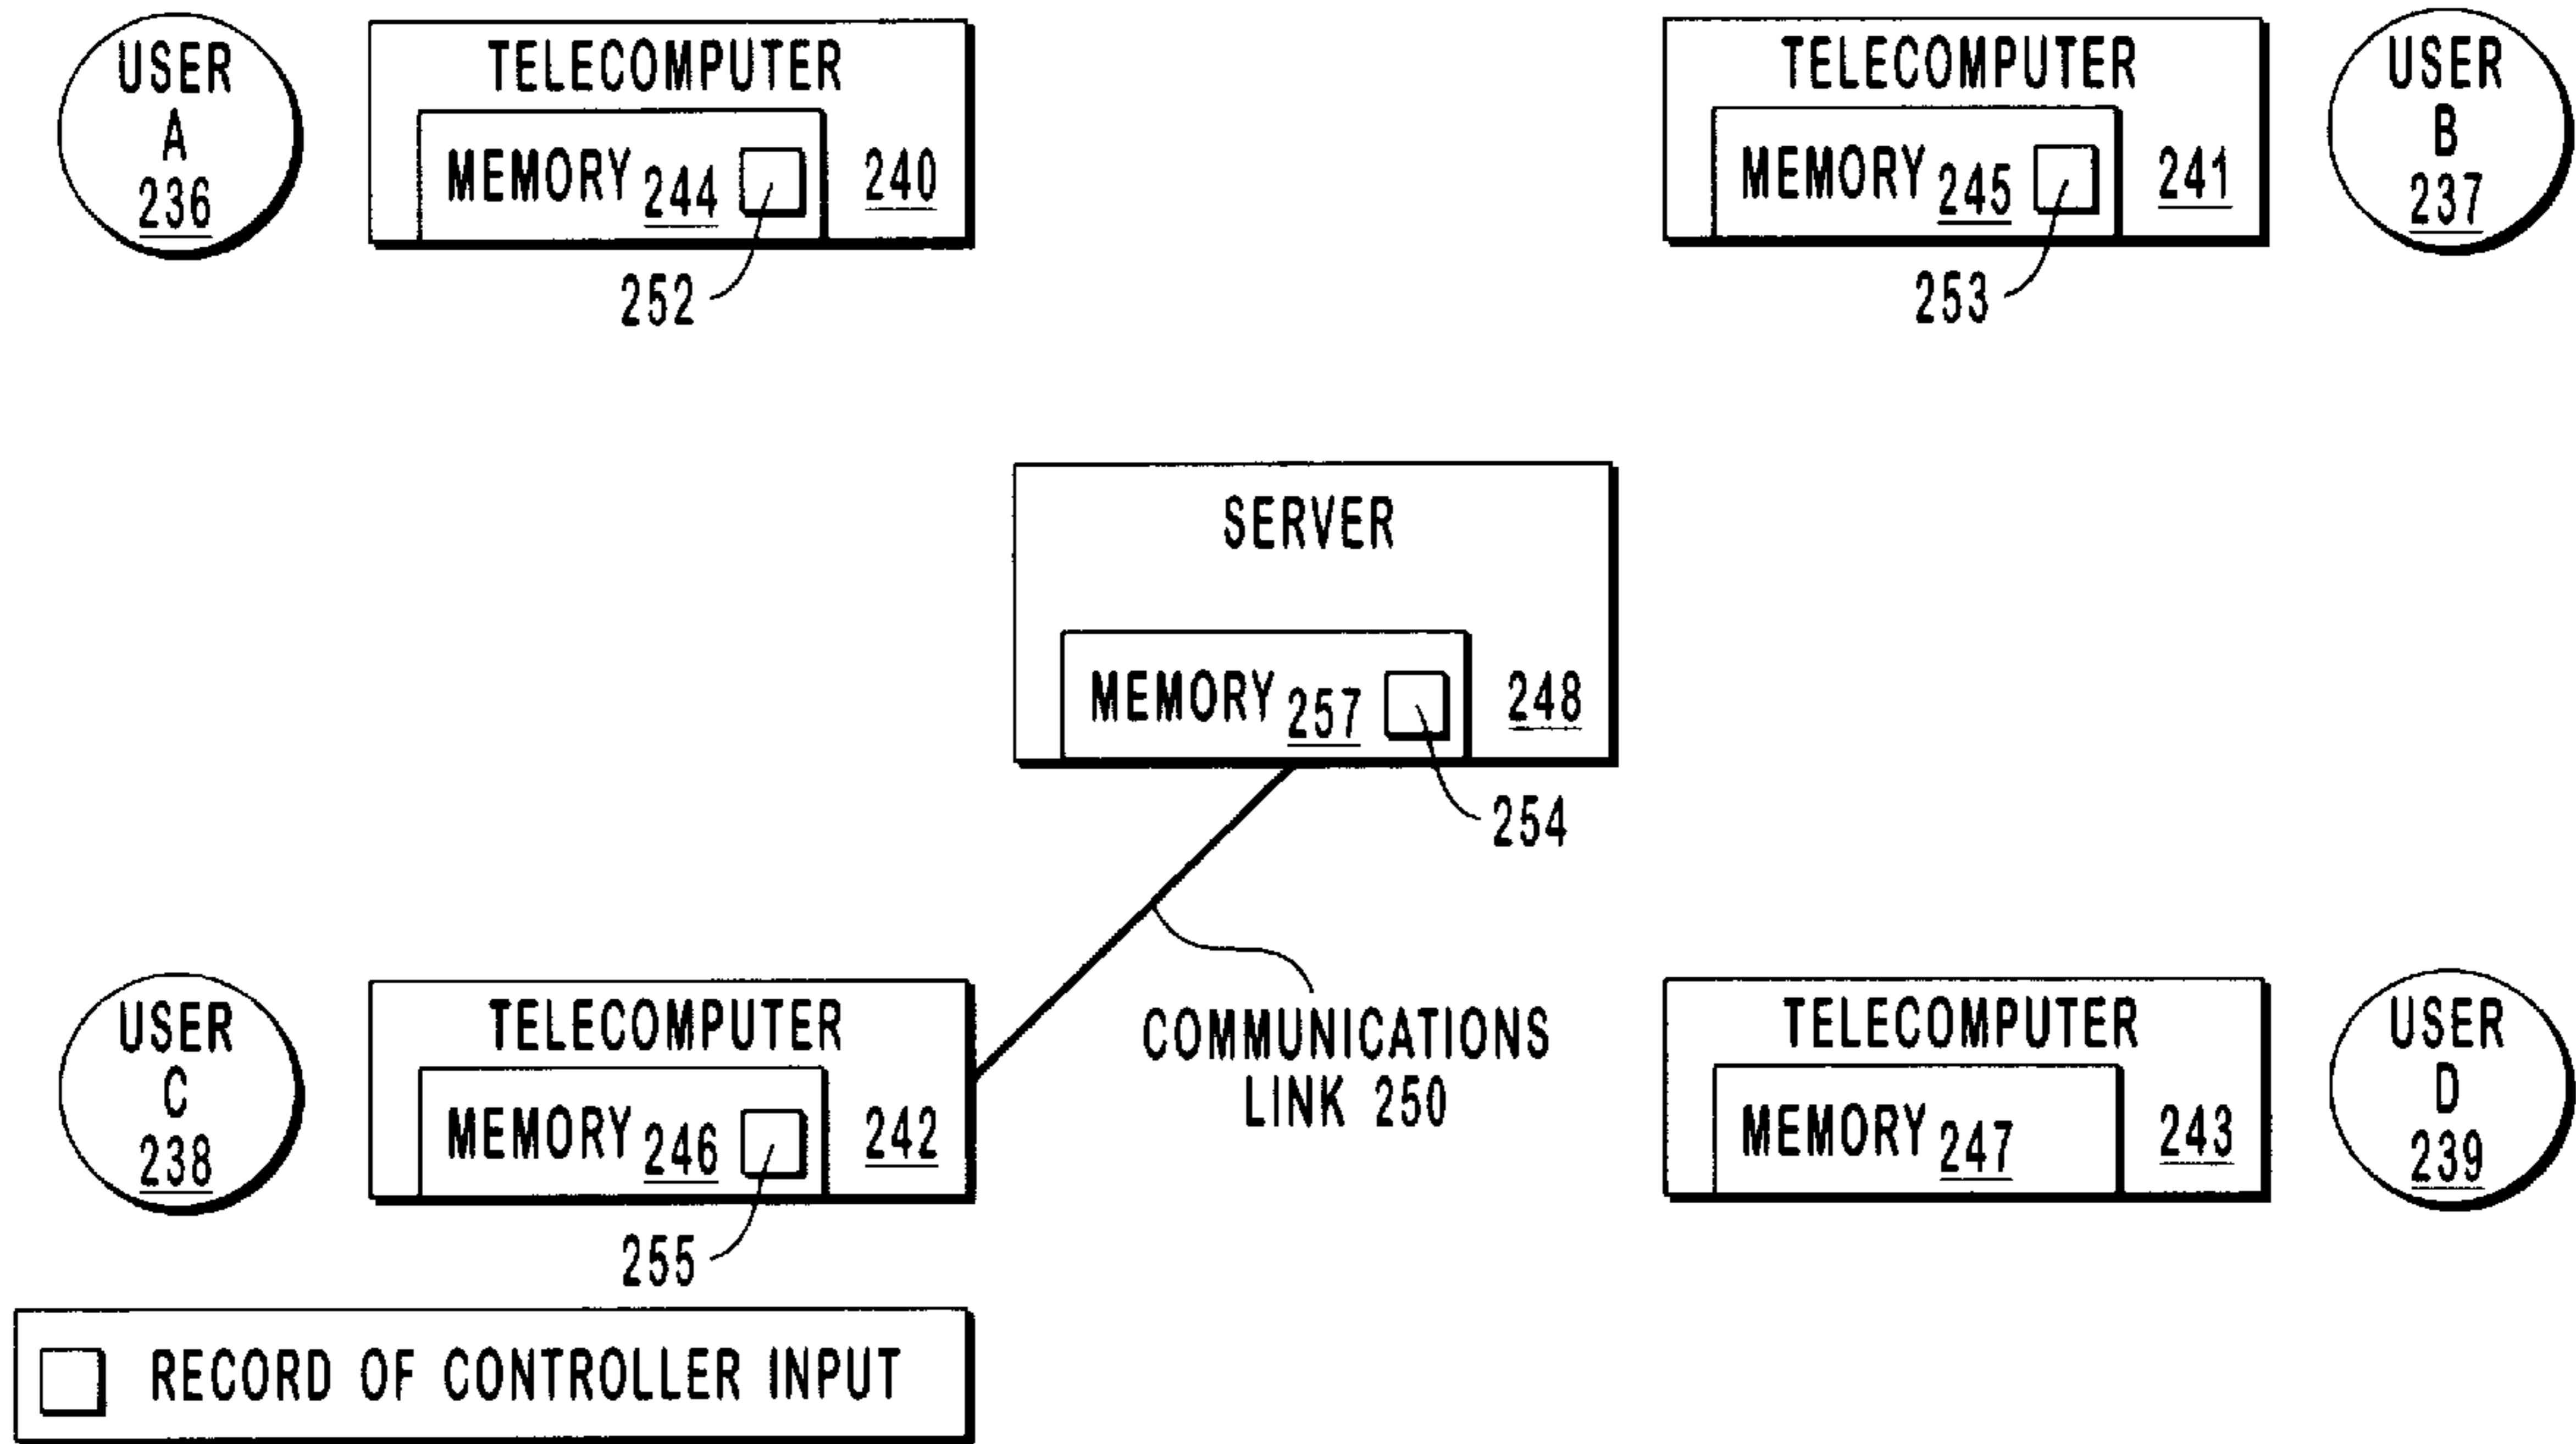 USER
A
236
TELECOMPUTER
MEMORY 244
240
252
TELECOMPUTER
MEMORY 245
241
253
USER
B
237
SERVER
MEMORY 257
248
254
COMMUNICATIONS
LINK 250
USER
C
238
TELECOMPUTER
MEMORY 246
242
255
TELECOMPUTER
MEMORY 247
243
USER
D
239
RECORD OF CONTROLLER INPUT